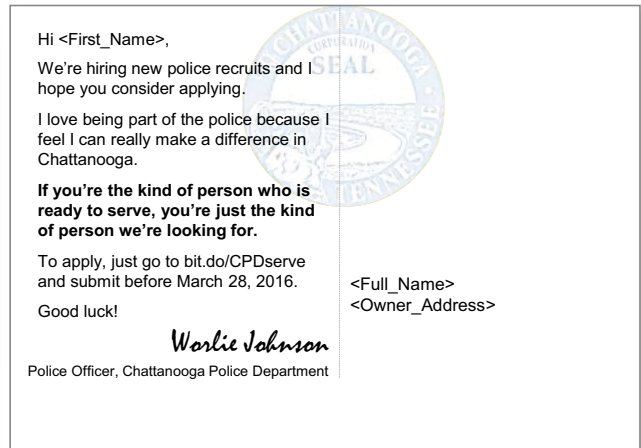 CHATTANOOGA
CORPORATION
SEAL
TENNESSEE
Hi <First_Name>,
We're hiring new police recruits and I
hope you consider applying.
I love being part of the police because I
feel I can really make a difference in
Chattanooga.
If you're the kind of person who is
ready to serve, you're just the kind
of person we're looking for.
To apply, just go to bit.do/CPDserve
and submit before March 28, 2016.
Good luck!
Worlie Johnson
Police Officer, Chattanooga Police Department
<Full_Name>
<Owner_Address>